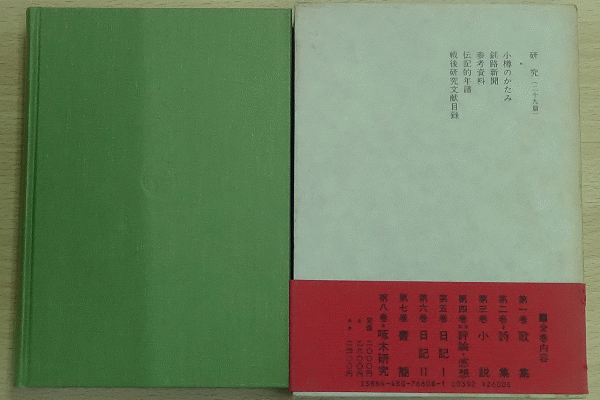 研究（二十九篇）
小樽のかたみ
釧路新聞
参考資料
伝記的年譜
戦後研究文献目録
全巻内容
第一巻 歌集
第二巻 詩集
第三巻 小説
第四巻 評論・感想
第五巻 日記Ⅰ
第六巻 日記Ⅱ
第七巻 書簡
第八巻 啄木研究
定価